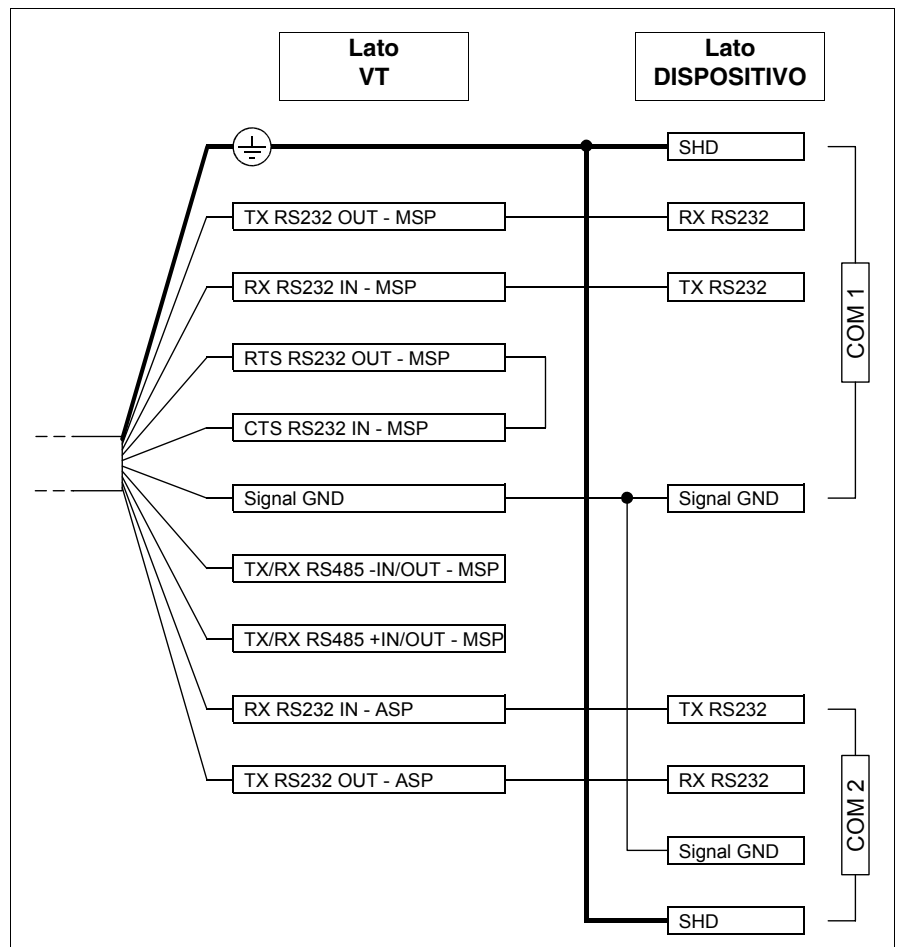 Lato
VT
Lato
DISPOSITIVO
SHD
TX RS232 OUT - MSP
RX RS232
RX RS232 IN - MSP
TX RS232
COM 1
RTS RS232 OUT - MSP
CTS RS232 IN - MSP
Signal GND
Signal GND
TX/RX RS485 -IN/OUT - MSP
TX/RX RS485 +IN/OUT - MSP
RX RS232 IN - ASP
TX RS232
TX RS232 OUT - ASP
RX RS232
COM 2
Signal GND
SHD